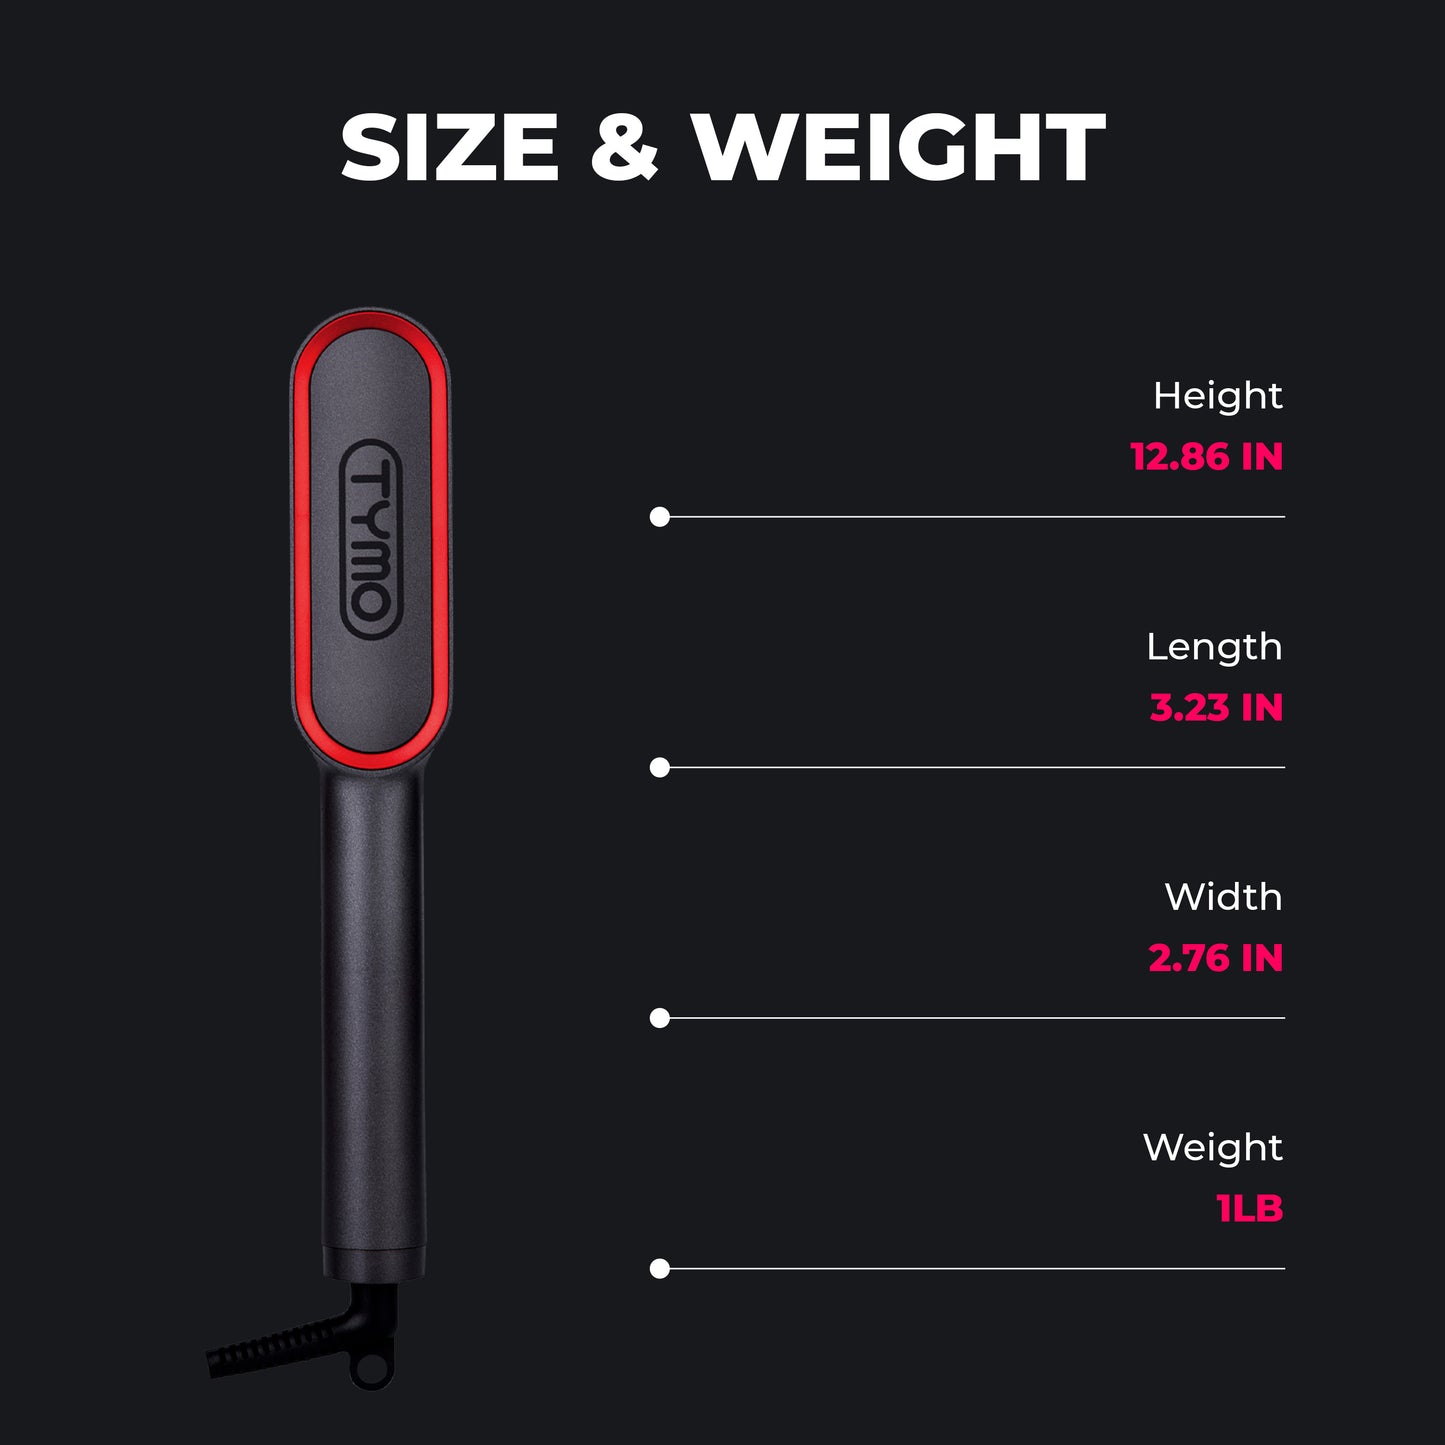 SIZE & WEIGHT
TYMO
Height
12.86 IN
Length
3.23 IN
Width
2.76 IN
Weight
1LB